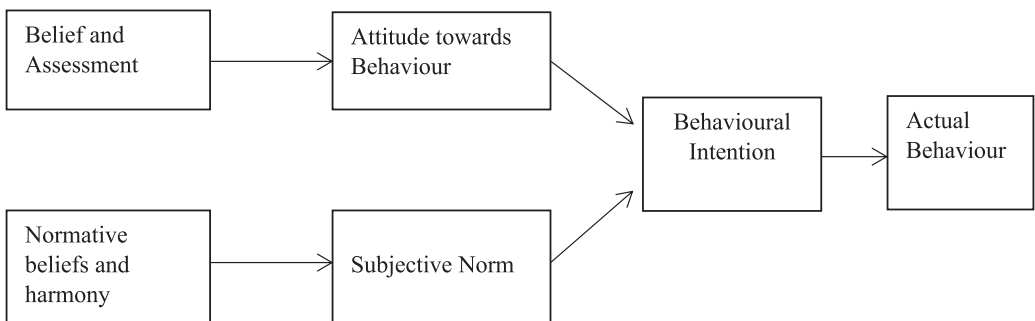 Belief and
Assessment
Attitude towards
Behaviour
Behavioural
Intention
Actual
Behaviour
Normative
beliefs and
harmony
Subjective Norm